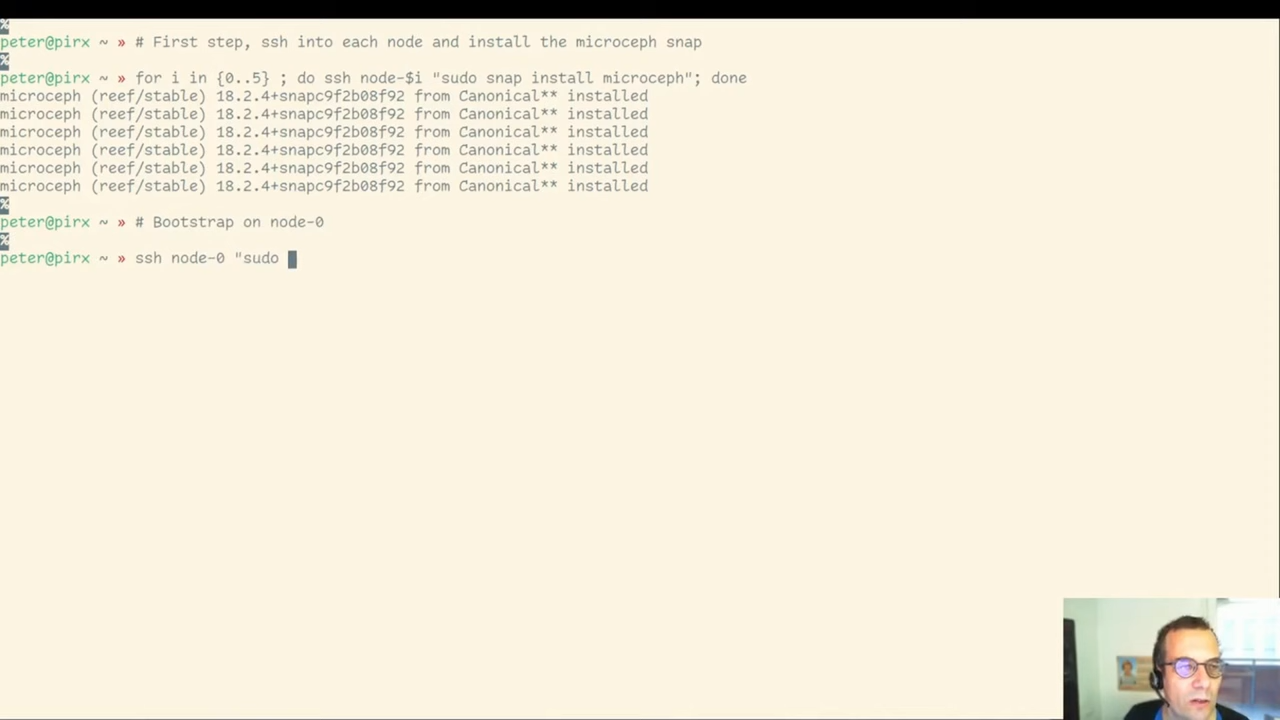 %
peter@pirx ~ » # First step, ssh into each node and install the microceph snap
%
peter@pirx ~ » for i in {0..5} ; do ssh node-$i "sudo snap install microceph"; done
microceph (reef/stable) 18.2.4+snapc9f2b08f92 from Canonical** installed
microceph (reef/stable) 18.2.4+snapc9f2b08f92 from Canonical** installed
microceph (reef/stable) 18.2.4+snapc9f2b08f92 from Canonical** installed
microceph (reef/stable) 18.2.4+snapc9f2b08f92 from Canonical** installed
microceph (reef/stable) 18.2.4+snapc9f2b08f92 from Canonical** installed
microceph (reef/stable) 18.2.4+snapc9f2b08f92 from Canonical** installed
%
peter@pirx ~ » # Bootstrap on node-0
%
peter@pirx ~ » ssh node-0 "sudo